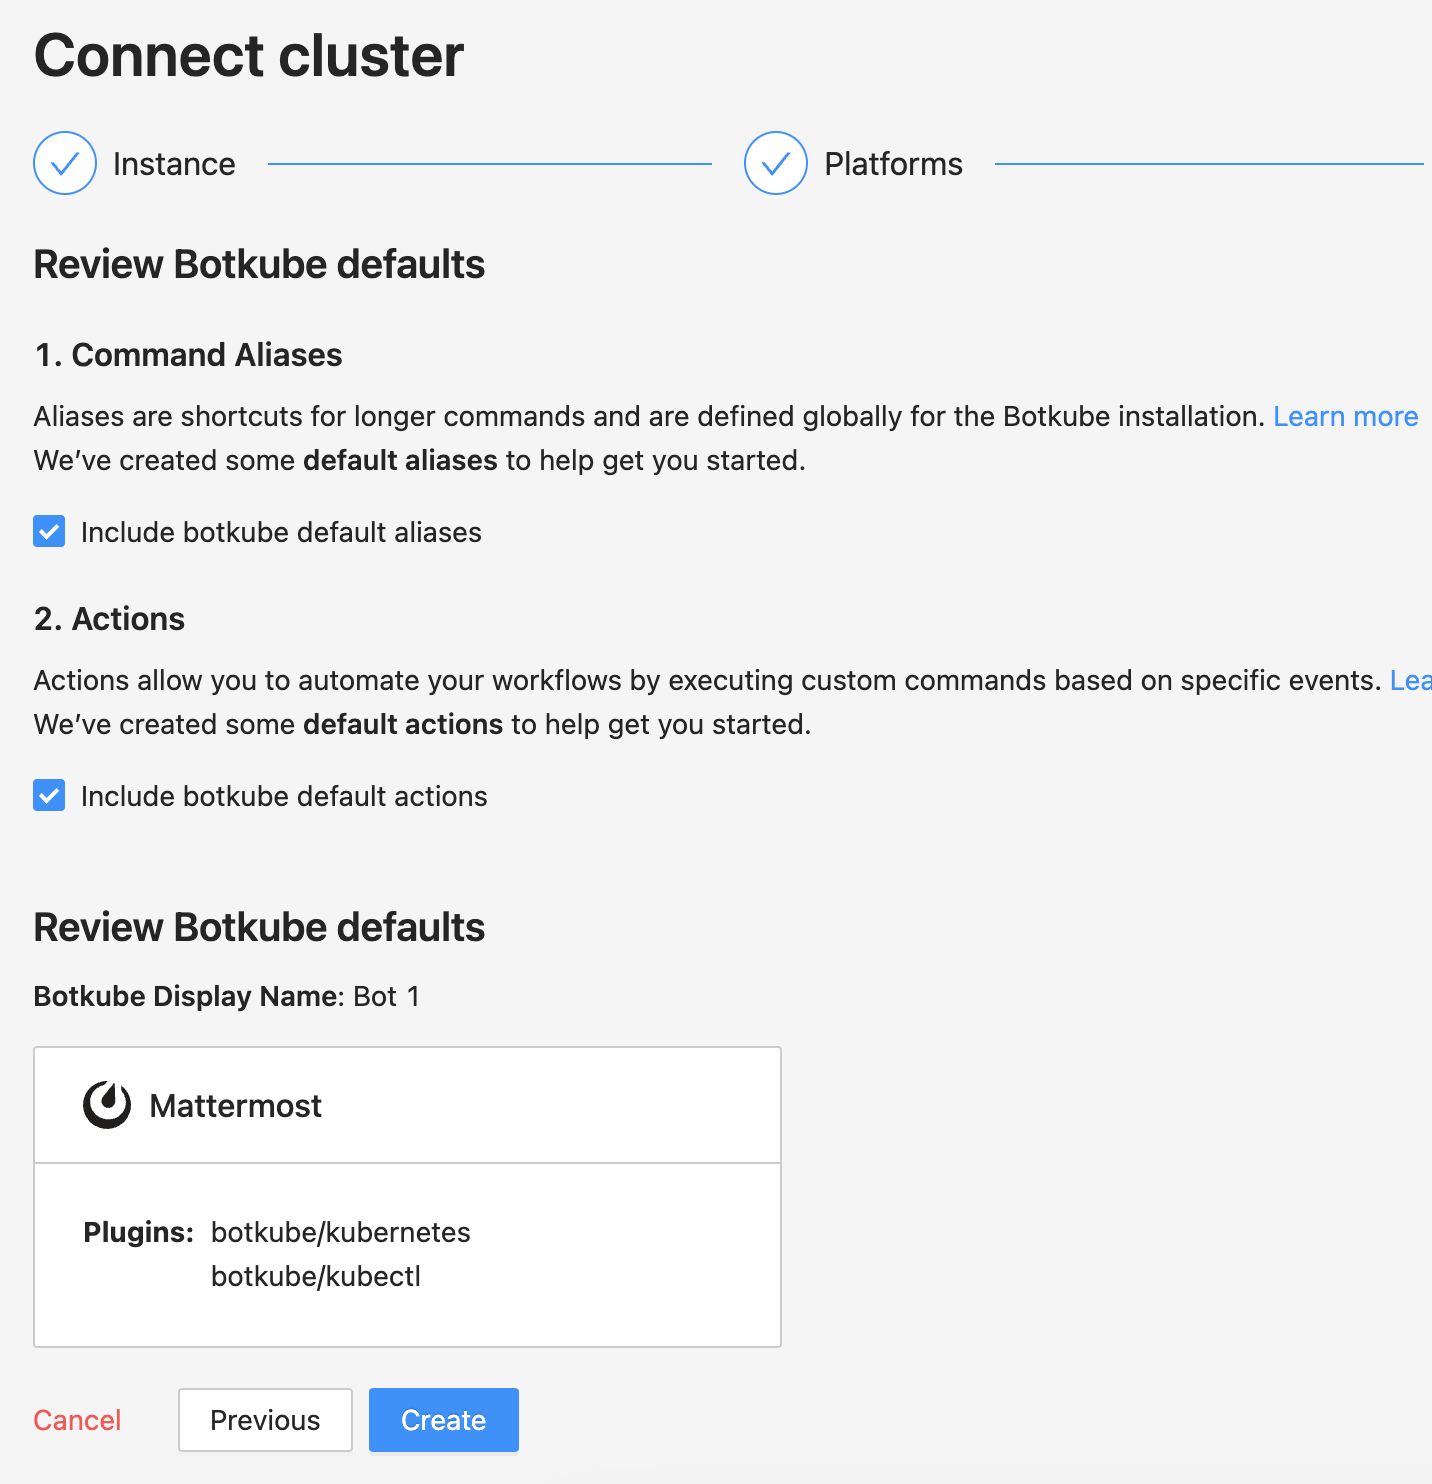 Connect cluster
Instance
Platforms
Review Botkube defaults
1. Command Aliases
Aliases are shortcuts for longer commands and are defined globally for the Botkube installation. Learn more
We’ve created some default aliases to help get you started.
Include botkube default aliases
2. Actions
Actions allow you to automate your workflows by executing custom commands based on specific events. Lea
We’ve created some default actions to help get you started.
Include botkube default actions
Review Botkube defaults
Botkube Display Name: Bot 1
Mattermost
Plugins: botkube/kubernetes
botkube/kubectl
Cancel
Previous
Create